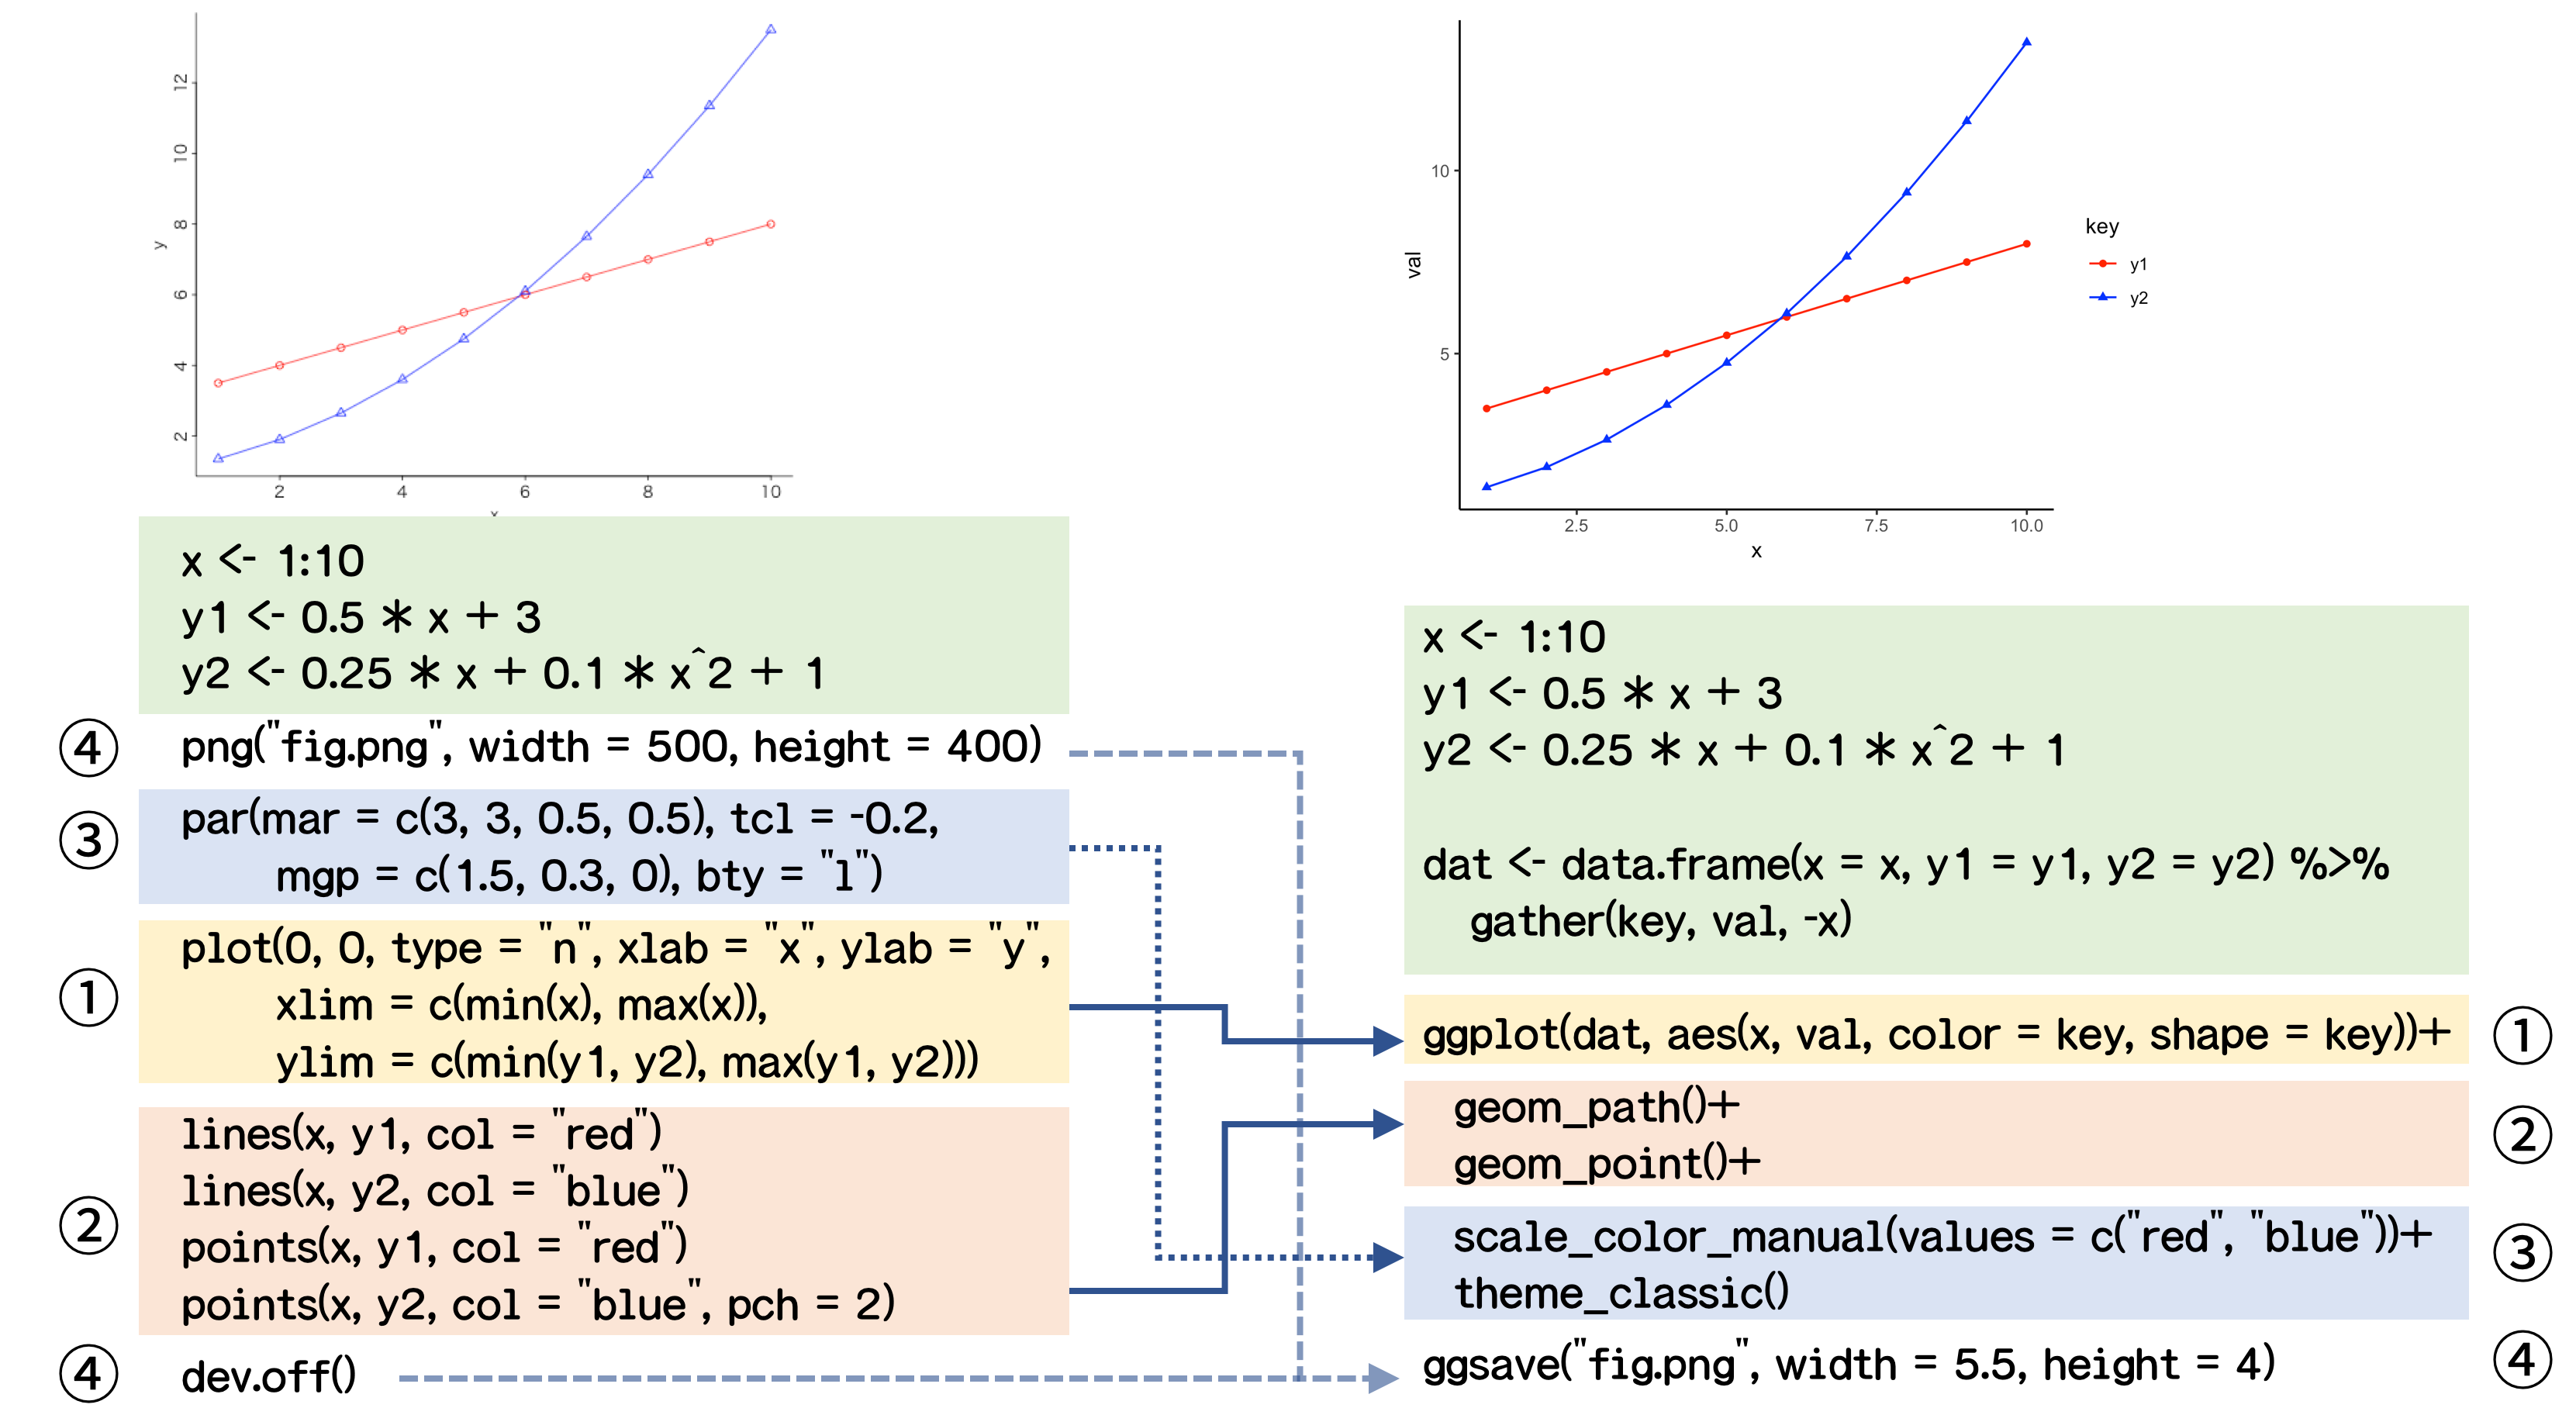 12
10
8
6
4
2
y
2
4
6
8
10
x
10
5
val
2.5
5.0
7.5
10.0
x
key
y1
y2
x <- 1:10
y1 <- 0.5 * x + 3
y2 <- 0.25 * x + 0.1 * x^2 + 1
④ png("fig.png", width = 500, height = 400)
③ par(mar = c(3, 3, 0.5, 0.5), tcl = -0.2,
mgp = c(1.5, 0.3, 0), bty = "l")
① plot(0, 0, type = "n", xlab = "x", ylab = "y",
xlim = c(min(x), max(x)),
ylim = c(min(y1, y2), max(y1, y2)))
② lines(x, y1, col = "red")
lines(x, y2, col = "blue")
points(x, y1, col = "red")
points(x, y2, col = "blue", pch = 2)
④ dev.off()
x <- 1:10
y1 <- 0.5 * x + 3
y2 <- 0.25 * x + 0.1 * x^2 + 1
dat <- data.frame(x = x, y1 = y1, y2 = y2) %>%
gather(key, val, -x)
ggplot(dat, aes(x, val, color = key, shape = key))+ ①
geom_path()+
geom_point()+ ②
scale_color_manual(values = c("red", "blue"))+
theme_classic() ③
ggsave("fig.png", width = 5.5, height = 4) ④